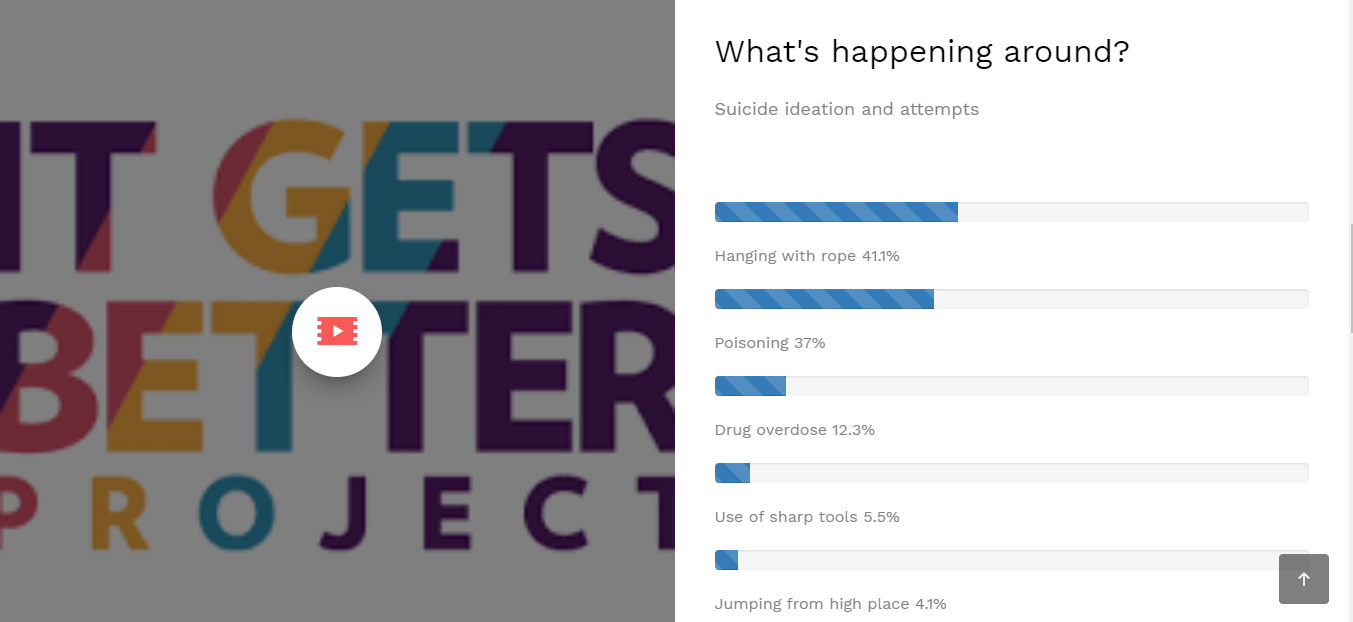 IT GETS
BETTER
PROJECT
What's happening around?
Suicide ideation and attempts
Hanging with rope 41.1%
Poisoning 37%
Drug overdose 12.3%
Use of sharp tools 5.5%
Jumping from high place 4.1%